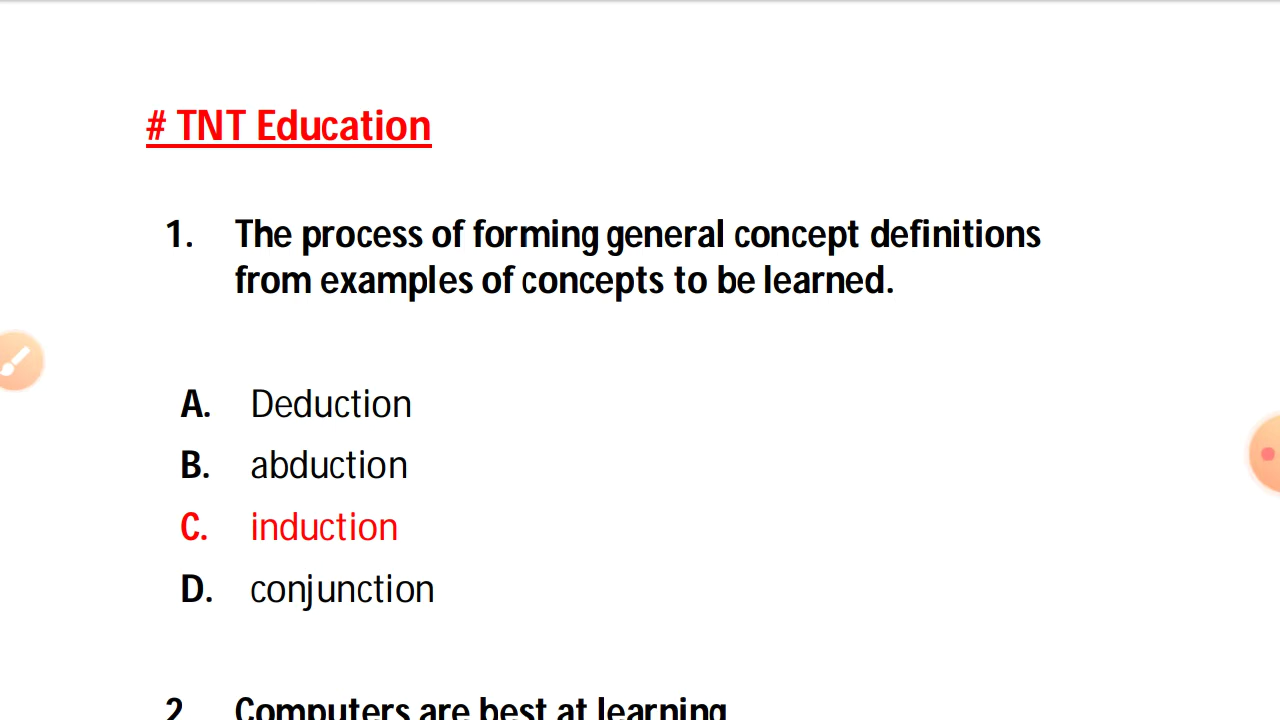 # TNT Education
1. The process of forming general concept definitions
from examples of concepts to be learned.
A. Deduction
B. abduction
C. induction
D. conjunction
2 Computers are best at learning